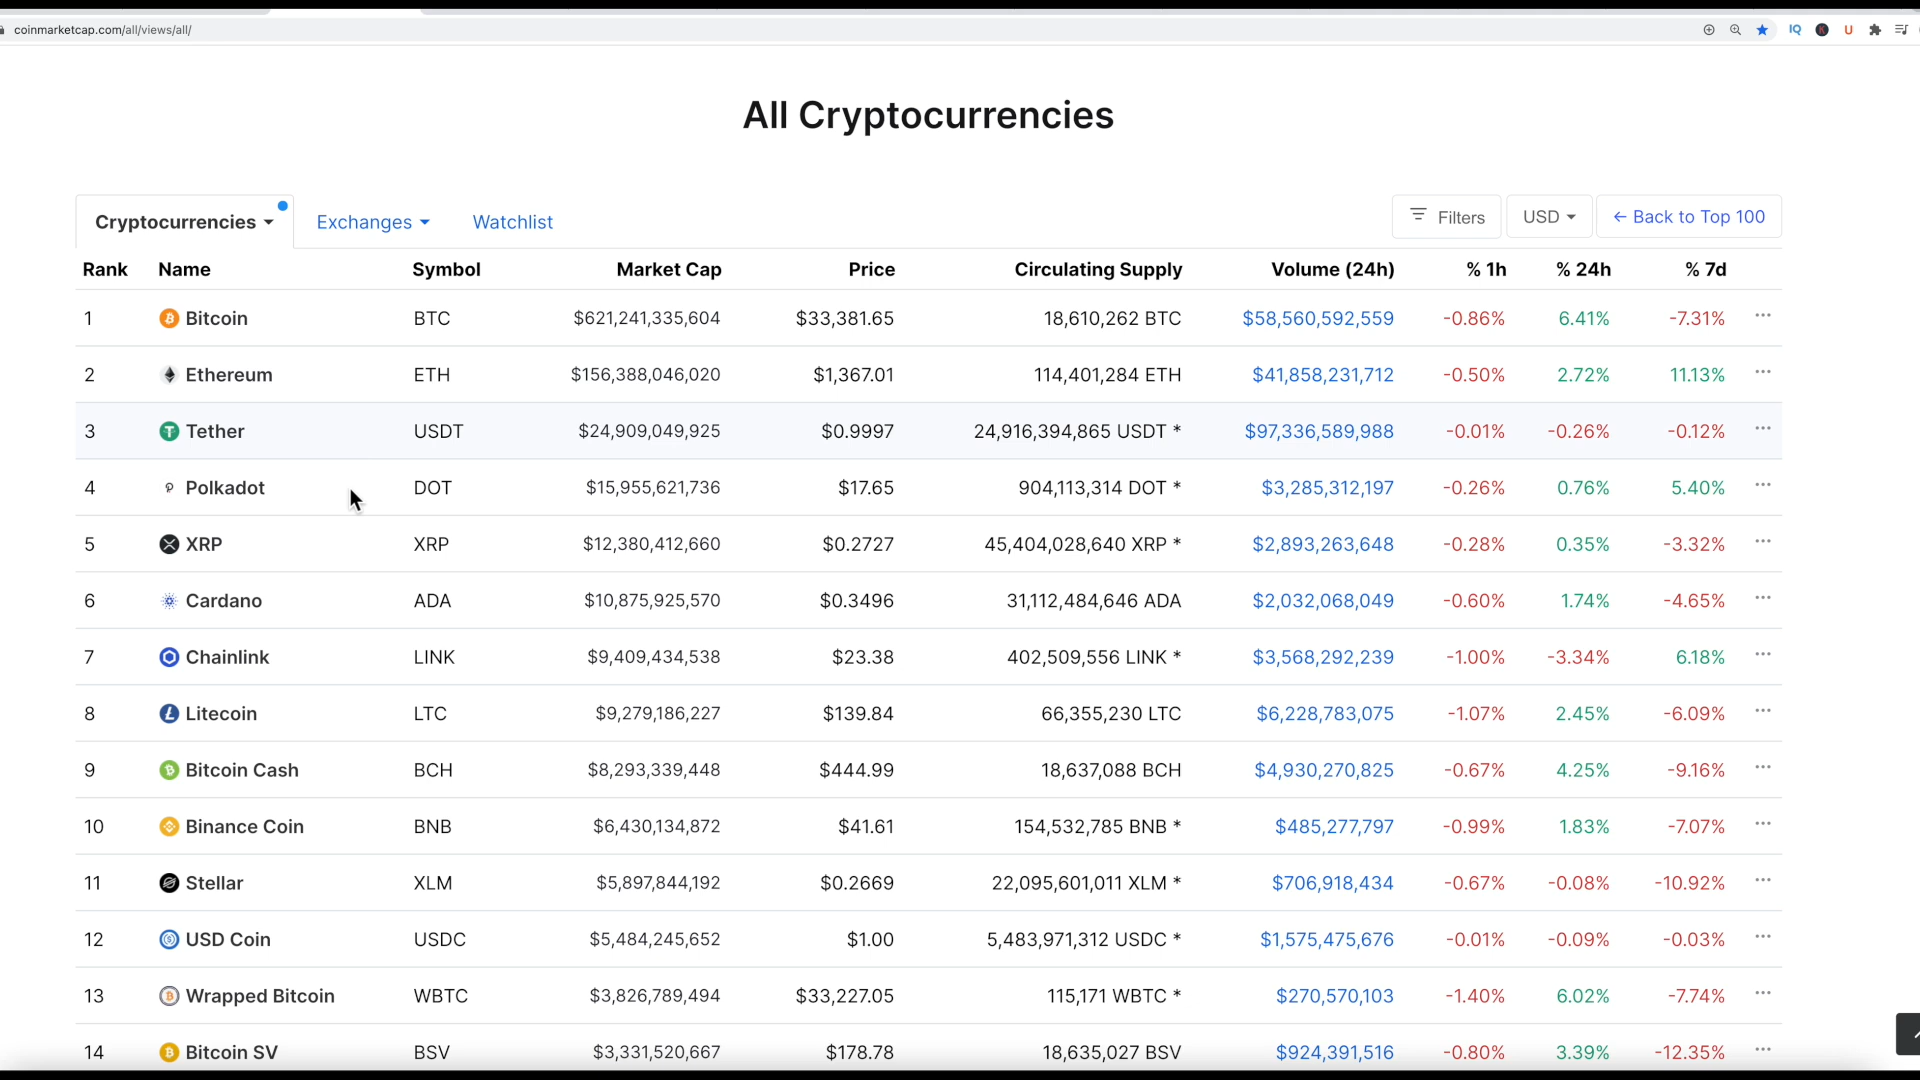 coinmarketcap.com/all/views/all/
IQ
U
All Cryptocurrencies
Cryptocurrencies Exchanges Watchlist Filters USD ← Back to Top 100
Rank Name Symbol Market Cap Price Circulating Supply Volume (24h) % 1h % 24h % 7d
1 Bitcoin BTC $621,241,335,604 $33,381.65 18,610,262 BTC $58,560,592,559 -0.86% 6.41% -7.31% ...
2 Ethereum ETH $156,388,046,020 $1,367.01 114,401,284 ETH $41,858,231,712 -0.50% 2.72% 11.13% ...
3 Tether USDT $24,909,049,925 $0.9997 24,916,394,865 USDT * $97,336,589,988 -0.01% -0.26% -0.12% ...
4 Polkadot DOT $15,955,621,736 $17.65 904,113,314 DOT * $3,285,312,197 -0.26% 0.76% 5.40% ...
5 XRP XRP $12,380,412,660 $0.2727 45,404,028,640 XRP * $2,893,263,648 -0.28% 0.35% -3.32% ...
6 Cardano ADA $10,875,925,570 $0.3496 31,112,484,646 ADA $2,032,068,049 -0.60% 1.74% -4.65% ...
7 Chainlink LINK $9,409,434,538 $23.38 402,509,556 LINK * $3,568,292,239 -1.00% -3.34% 6.18% ...
8 Litecoin LTC $9,279,186,227 $139.84 66,355,230 LTC $6,228,783,075 -1.07% 2.45% -6.09% ...
9 Bitcoin Cash BCH $8,293,339,448 $444.99 18,637,088 BCH $4,930,270,825 -0.67% 4.25% -9.16% ...
10 Binance Coin BNB $6,430,134,872 $41.61 154,532,785 BNB * $485,277,797 -0.99% 1.83% -7.07% ...
11 Stellar XLM $5,897,844,192 $0.2669 22,095,601,011 XLM * $706,918,434 -0.67% -0.08% -10.92% ...
12 USD Coin USDC $5,484,245,652 $1.00 5,483,971,312 USDC * $1,575,475,676 -0.01% -0.09% -0.03% ...
13 Wrapped Bitcoin WBTC $3,826,789,494 $33,227.05 115,171 WBTC * $270,570,103 -1.40% 6.02% -7.74% ...
14 Bitcoin SV BSV $3,331,520,667 $178.78 18,635,027 BSV $924,391,516 -0.80% 3.39% -12.35% ...